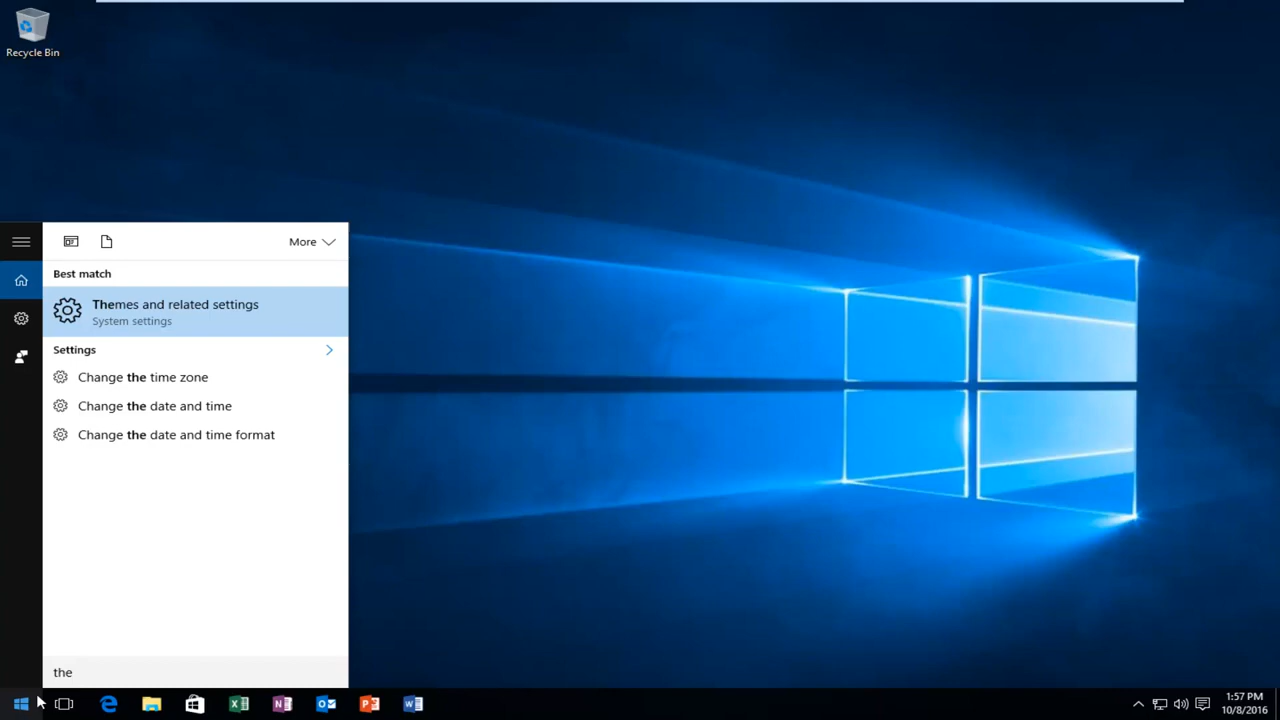 Recycle Bin
More
Best match
Themes and related settings
System settings
Settings
Change the time zone
Change the date and time
Change the date and time format
the
1:57 PM
10/8/2016